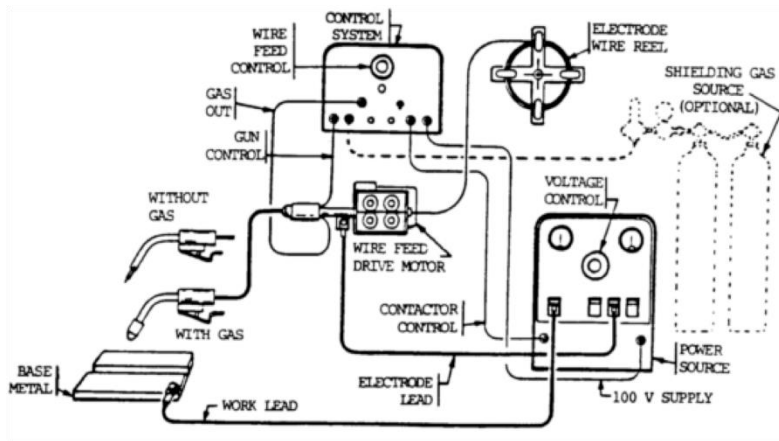 CONTROL
SYSTEM
WIRE
FEED
CONTROL
ELECTRODE
WIRE REEL
SHIELDING GAS
SOURCE
(OPTIONAL)
GAS
OUT
GUN
CONTROL
WITHOUT
GAS
VOLTAGE
CONTROL
WIRE FEED
DRIVE MOTOR
WITH GAS
CONTACTOR
CONTROL
BASE
METAL
POWER
SOURCE
ELECTRODE
LEAD
WORK LEAD
100 V SUPPLY